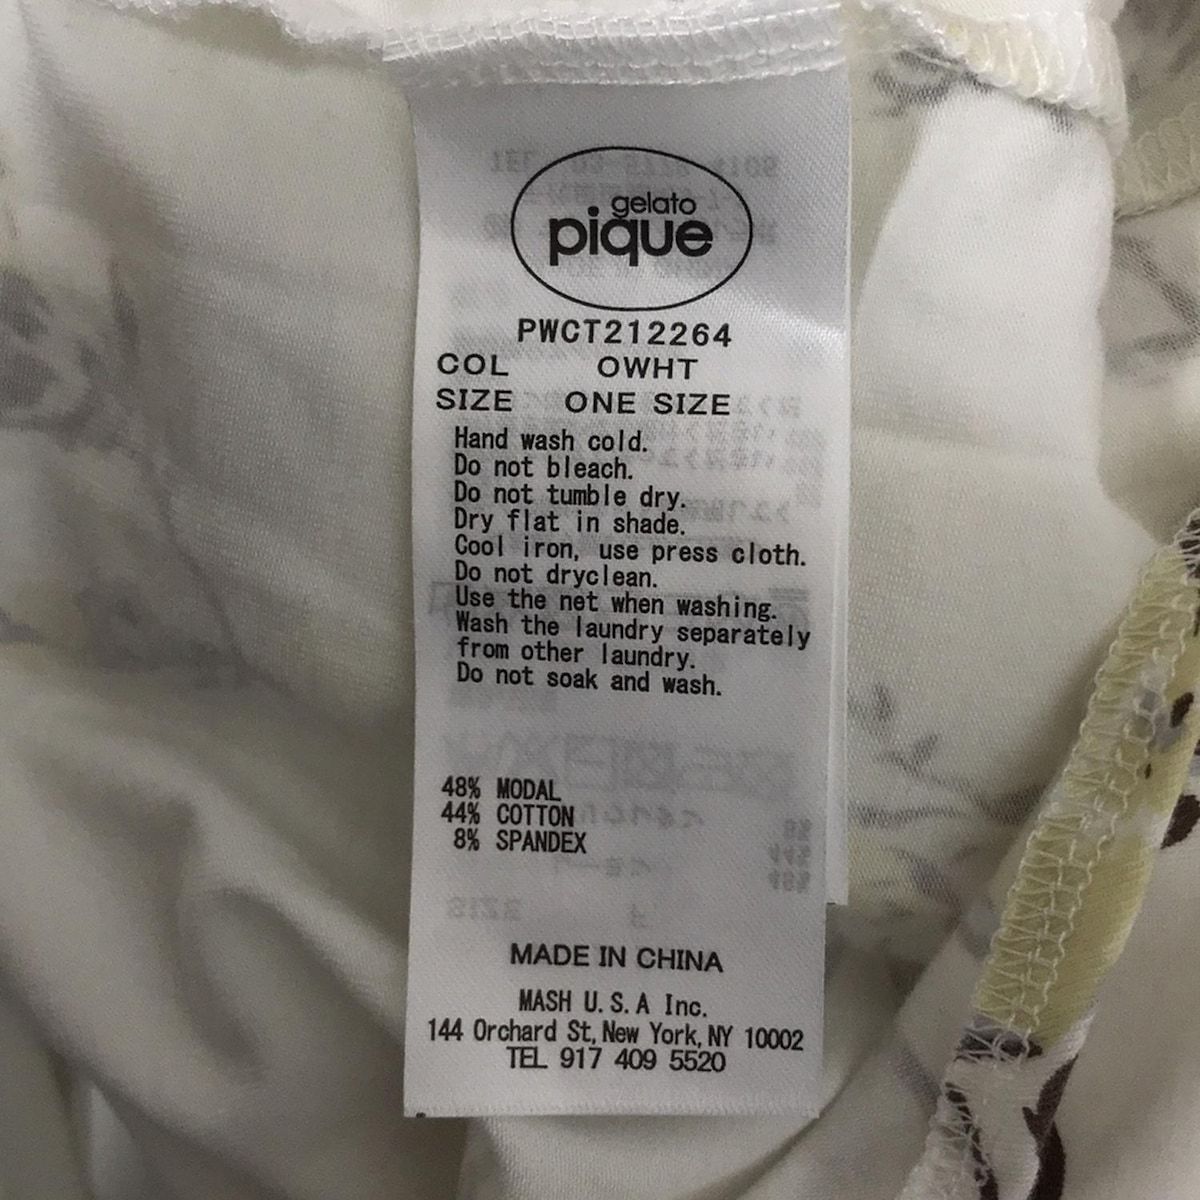 gelato
pique
PWCT212264
COL OWHT
SIZE ONE SIZE
Hand wash cold.
Do not bleach.
Do not tumble dry.
Dry flat in shade.
Cool iron, use press cloth.
Do not dryclean.
Use the net when washing.
Wash the laundry separately
from other laundry.
Do not soak and wash.
48% MODAL
44% COTTON
8% SPANDEX
MADE IN CHINA
MASH U.S.A Inc.
144 Orchard St, New York, NY 10002
TEL 917 409 5520